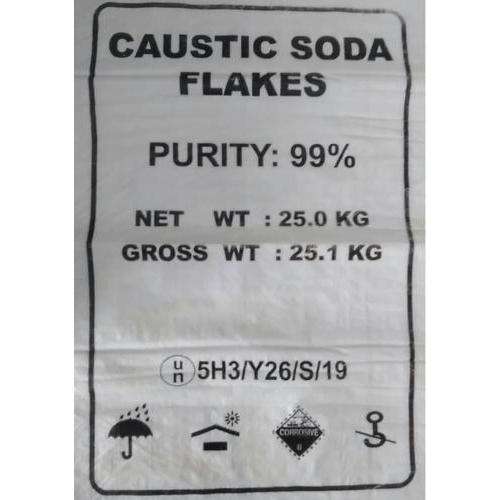 CAUSTIC SODA
FLAKES
PURITY: 99%
NET WT : 25.0 KG
GROSS WT : 25.1 KG
un 5H3/Y26/S/19
CORROSIVE
8